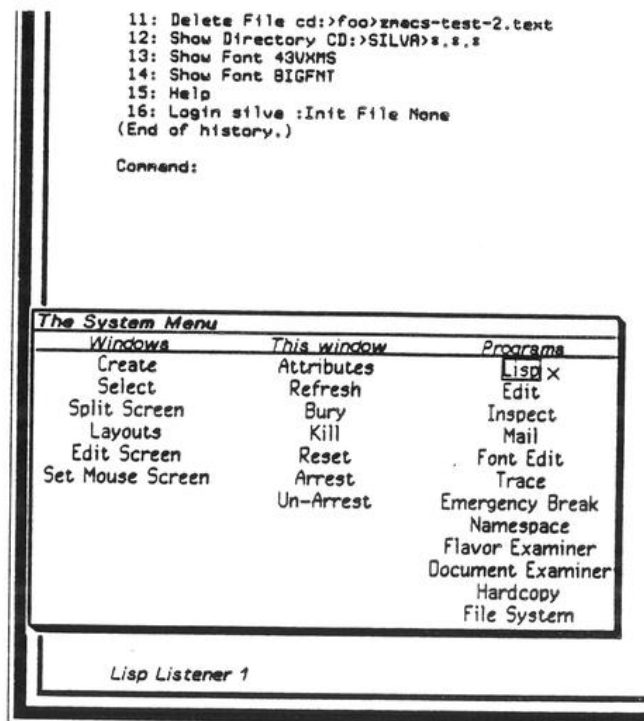 11: Delete File cd:>foo>zmacs-test-2.text
12: Show Directory CD:>SILVA>*.*.*
13: Show Font 43VXMS
14: Show Font BIGFNT
15: Help
16: Login silva :Init File None
(End of history.)
Command:
The System Menu
Windows This window Programs
Create Attributes Lisp
Select Refresh Edit
Split Screen Bury Inspect
Layouts Kill Mail
Edit Screen Reset Font Edit
Set Mouse Screen Arrest Trace
Un-Arrest Emergency Break
Namespace
Flavor Examiner
Document Examiner
Hardcopy
File System
Lisp Listener 1